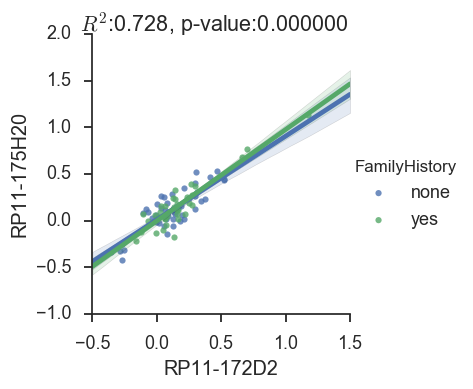 R²:0.728, p-value:0.000000
2.0
1.5
1.0
0.5
0.0
−0.5
−1.0
RP11-175H20
−0.5 0.0 0.5 1.0 1.5
RP11-172D2
FamilyHistory
none
yes